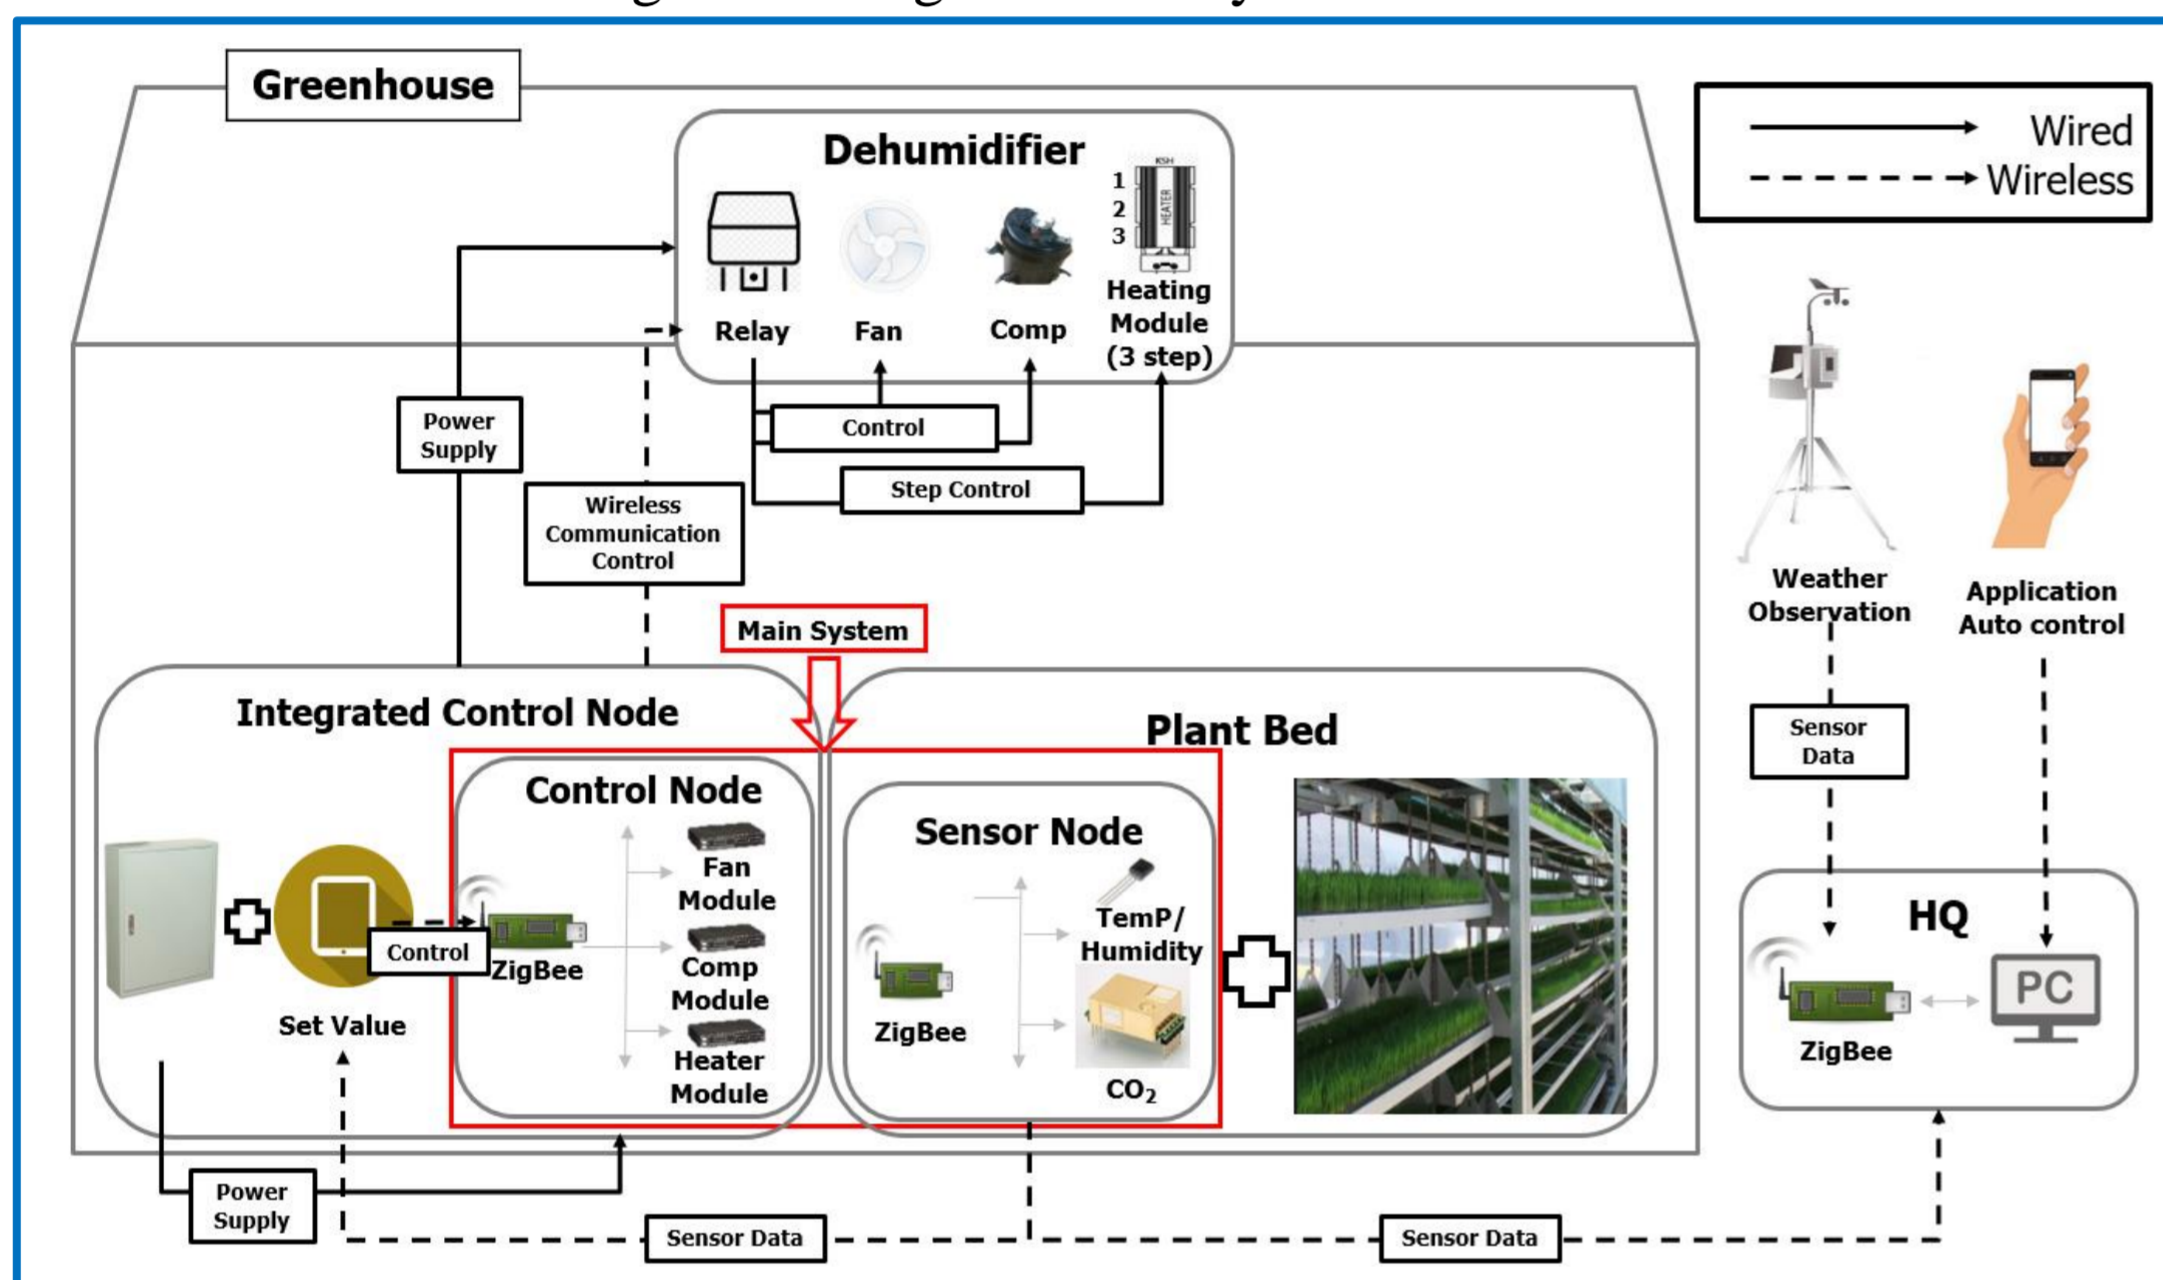 Greenhouse
Wired
Wireless
Dehumidifier
KSH
HEATER
1
2
3
Relay
Fan
Comp
Heating
Module
(3 step)
Power
Supply
Control
Step Control
Wireless
Communication
Control
Weather
Observation
Application
Auto control
Main System
Integrated Control Node
Plant Bed
Sensor
Data
Control Node
Sensor Node
Fan
Module
Comp
Module
Heater
Module
Control
ZigBee
Set Value
TemP/
Humidity
ZigBee
CO₂
HQ
PC
ZigBee
Power
Supply
Sensor Data
Sensor Data